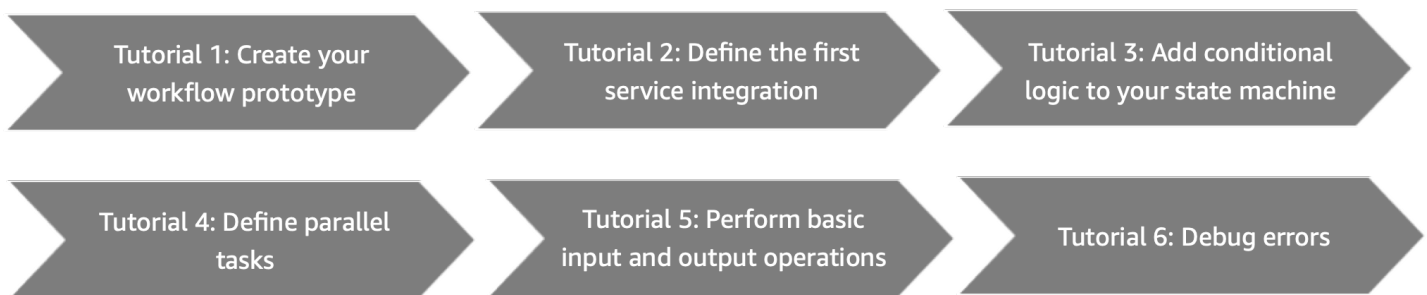 Tutorial 1: Create your
workflow prototype
Tutorial 2: Define the first
service integration
Tutorial 3: Add conditional
logic to your state machine
Tutorial 4: Define parallel
tasks
Tutorial 5: Perform basic
input and output operations
Tutorial 6: Debug errors